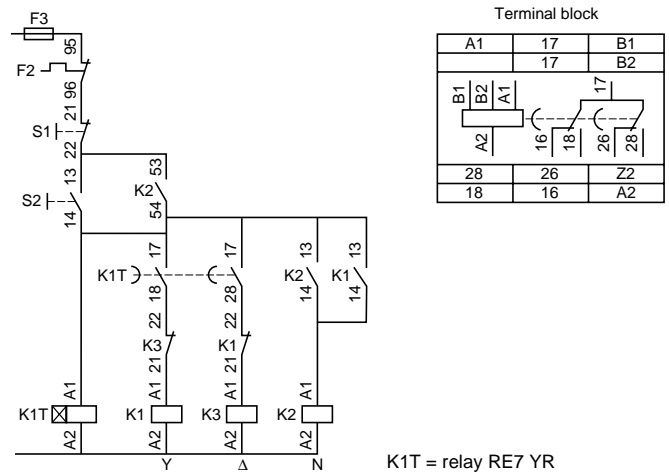 F3
95
F2
96
21
S1
22
13
S2
14
53
K2
54
17
17
13
13
K1T
K2
K1
18
28
14
14
22
22
K3
K1
21
21
A1
A1
A1
A1
K1T
K1
K3
K2
A2
A2
A2
A2
Y
Δ
N
Terminal block
A1 17 B1
17 B2
17
B1
B2
A1
A2
16
18
26
28
28 26 Z2
18 16 A2
K1T = relay RE7 YR